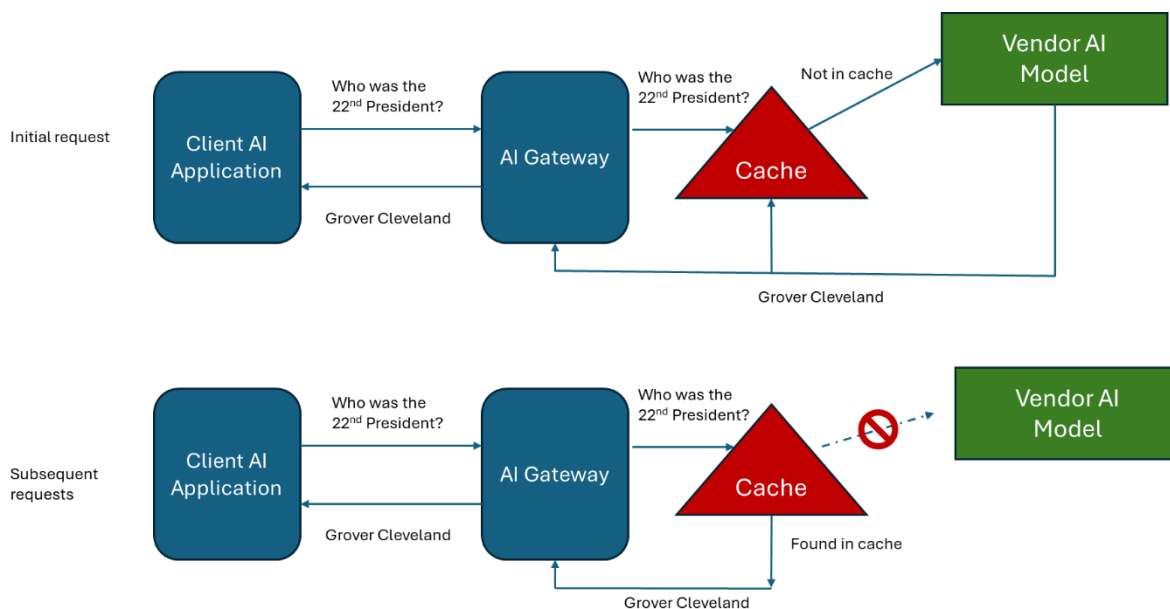 Vendor AI
Model
Who was the
22nd President?
Who was the
22nd President?
Not in cache
Initial request
Client AI
Application
AI Gateway
Cache
Grover Cleveland
Grover Cleveland
Who was the
22nd President?
Who was the
22nd President?
Vendor AI
Model
Subsequent
requests
Client AI
Application
AI Gateway
Cache
Grover Cleveland
Found in cache
Grover Cleveland